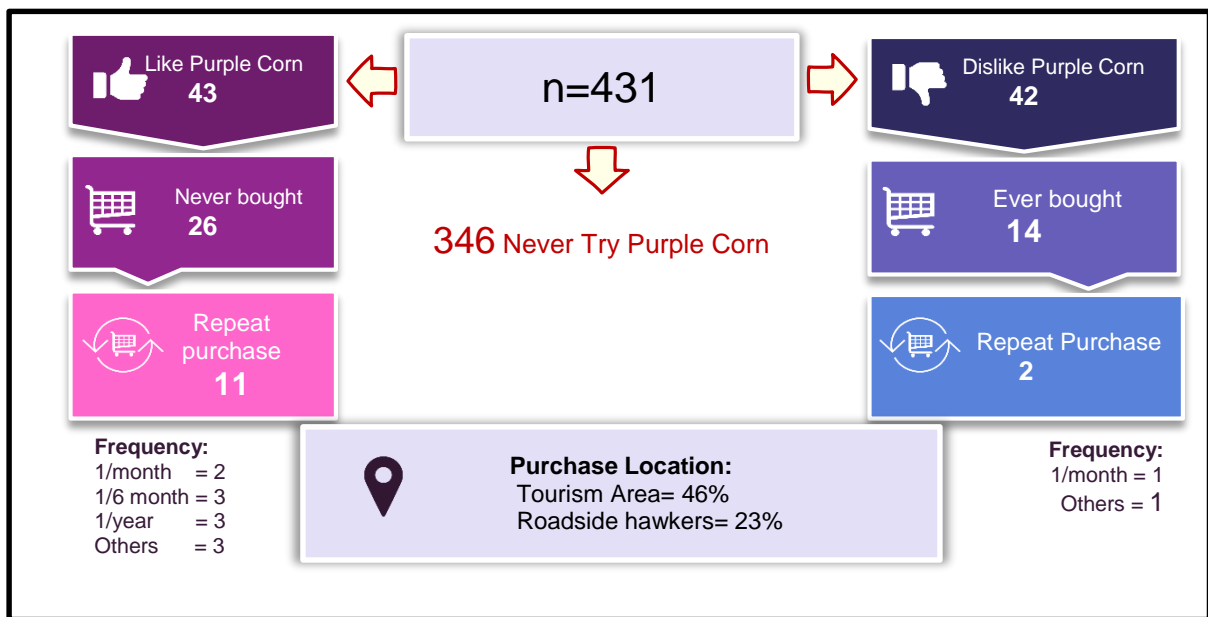 Like Purple Corn
43
n=431
Dislike Purple Corn
42
Never bought
26
346 Never Try Purple Corn
Ever bought
14
Repeat
purchase
11
Repeat Purchase
2
Frequency:
1/month = 2
1/6 month = 3
1/year = 3
Others = 3
Purchase Location:
Tourism Area= 46%
Roadside hawkers= 23%
Frequency:
1/month = 1
Others = 1